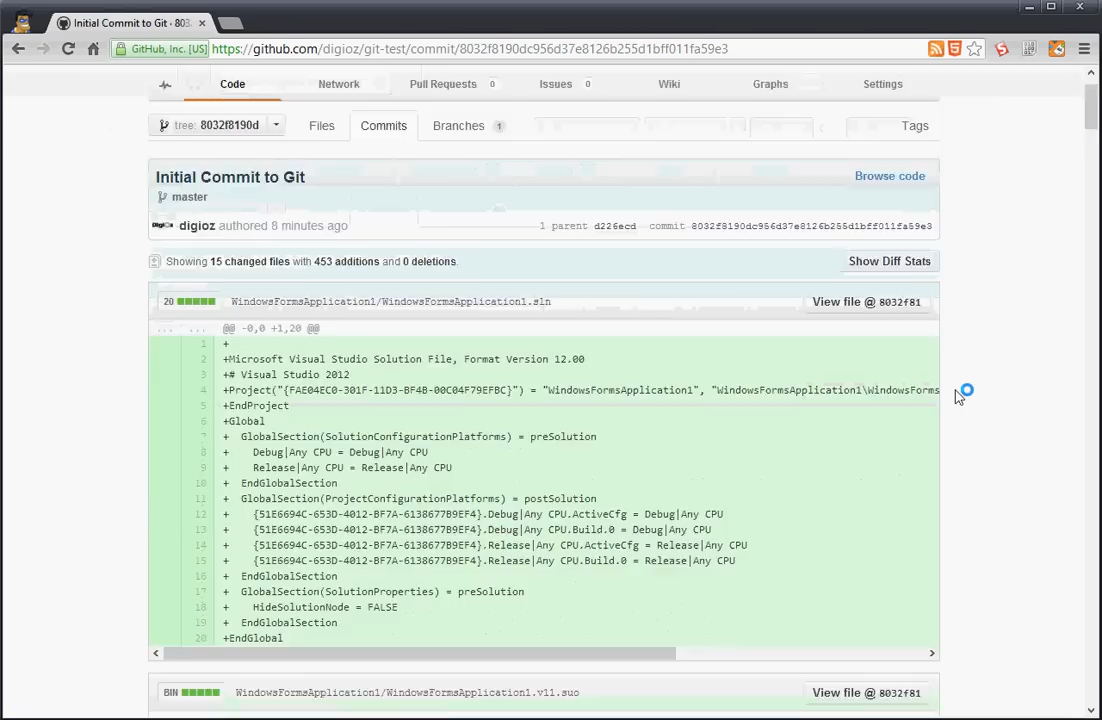 Initial Commit to Git · 803
GitHub, Inc. [US] https://github.com/digioz/git-test/commit/8032f8190dc956d37e8126b255d1bff011fa59e3
Code Network Pull Requests 0 Issues 0 Wiki Graphs Settings
tree: 8032f8190d Files Commits Branches 1 Tags
Initial Commit to Git Browse code
master
digioz authored 8 minutes ago 1 parent d226ecd commit 8032f8190dc956d37e8126b255d1bff011fa59e3
Showing 15 changed files with 453 additions and 0 deletions. Show Diff Stats
20 WindowsFormsApplication1/WindowsFormsApplication1.sln View file @ 8032f81
... ... @@ -0,0 +1,20 @@
1 +
2 +Microsoft Visual Studio Solution File, Format Version 12.00
3 +# Visual Studio 2012
4 +Project("{FAE04EC0-301F-11D3-BF4B-00C04F79EFBC}") = "WindowsFormsApplication1", "WindowsFormsApplication1\WindowsForms
5 +EndProject
6 +Global
7 + GlobalSection(SolutionConfigurationPlatforms) = preSolution
8 + Debug|Any CPU = Debug|Any CPU
9 + Release|Any CPU = Release|Any CPU
10 + EndGlobalSection
11 + GlobalSection(ProjectConfigurationPlatforms) = postSolution
12 + {51E6694C-653D-4012-BF7A-6138677B9EF4}.Debug|Any CPU.ActiveCfg = Debug|Any CPU
13 + {51E6694C-653D-4012-BF7A-6138677B9EF4}.Debug|Any CPU.Build.0 = Debug|Any CPU
14 + {51E6694C-653D-4012-BF7A-6138677B9EF4}.Release|Any CPU.ActiveCfg = Release|Any CPU
15 + {51E6694C-653D-4012-BF7A-6138677B9EF4}.Release|Any CPU.Build.0 = Release|Any CPU
16 + EndGlobalSection
17 + GlobalSection(SolutionProperties) = preSolution
18 + HideSolutionNode = FALSE
19 + EndGlobalSection
20 +EndGlobal
BIN WindowsFormsApplication1/WindowsFormsApplication1.v11.suo View file @ 8032f81